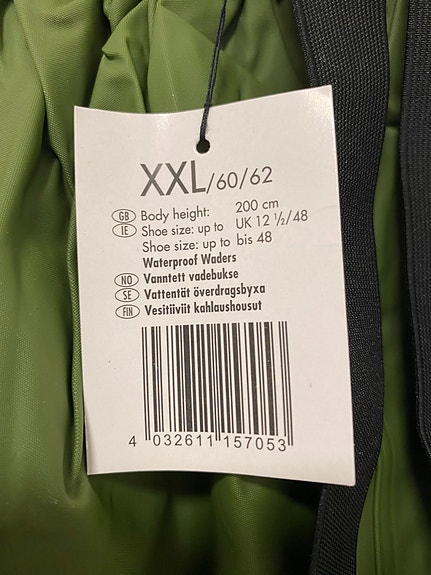 XXL/60/62
GB Body height: 200 cm
IE Shoe size: up to UK 12 ½/48
Shoe size: up to bis 48
Waterproof Waders
NO Vanntett vadebukse
SE Vattentät överdragsbyxa
FIN Vesitiiviit kahlaushousut
4 032611 157053